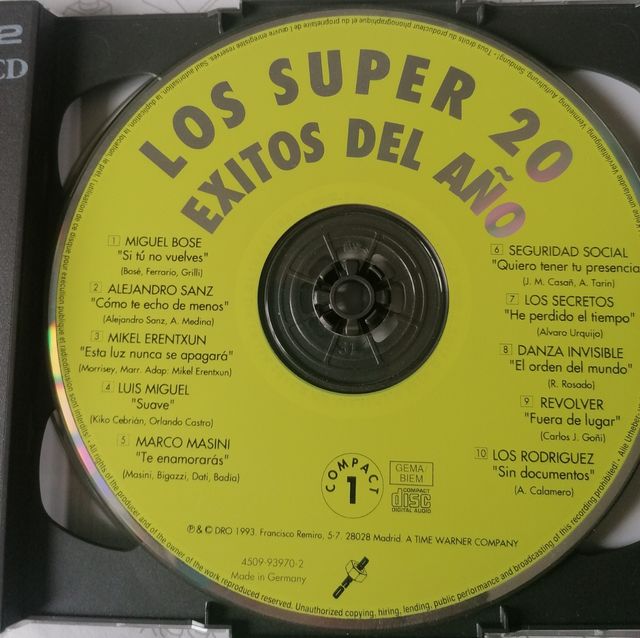 2
CD
LOS SUPER 20
EXITOS DEL AÑO
1 MIGUEL BOSE
"Si tú no vuelves"
(Bosé, Ferrario, Grilli)
2 ALEJANDRO SANZ
"Cómo te echo de menos"
(Alejandro Sanz, A. Medina)
3 MIKEL ERENTXUN
"Esta luz nunca se apagará"
(Morrisey, Marr. Adap: Mikel Erentxun)
4 LUIS MIGUEL
"Suave"
(Kiko Cebrián, Orlando Castro)
5 MARCO MASINI
"Te enamorarás"
(Masini, Bigazzi, Dati, Badia)
6 SEGURIDAD SOCIAL
"Quiero tener tu presencia
(J. M. Casañ, A. Tarin)
7 LOS SECRETOS
"He perdido el tiempo"
(Alvaro Urquijo)
8 DANZA INVISIBLE
"El orden del mundo"
(R. Rosado)
9 REVOLVER
"Fuera de lugar"
(Carlos J. Goñi)
10 LOS RODRIGUEZ
"Sin documentos"
(A. Calamero)
COMPACT
1
GEMA/
BIEM
COMPACT
disc
DIGITAL AUDIO
℗ & © DRO 1993. Francisco Remiro, 5-7. 28028 Madrid. A TIME WARNER COMPANY
4509-93970-2
Made in Germany
All rights of the producer and of the owner of the work reproduced reserved. Unauthorized copying, hiring, lending, public performance and broadcasting of this recording prohibited!